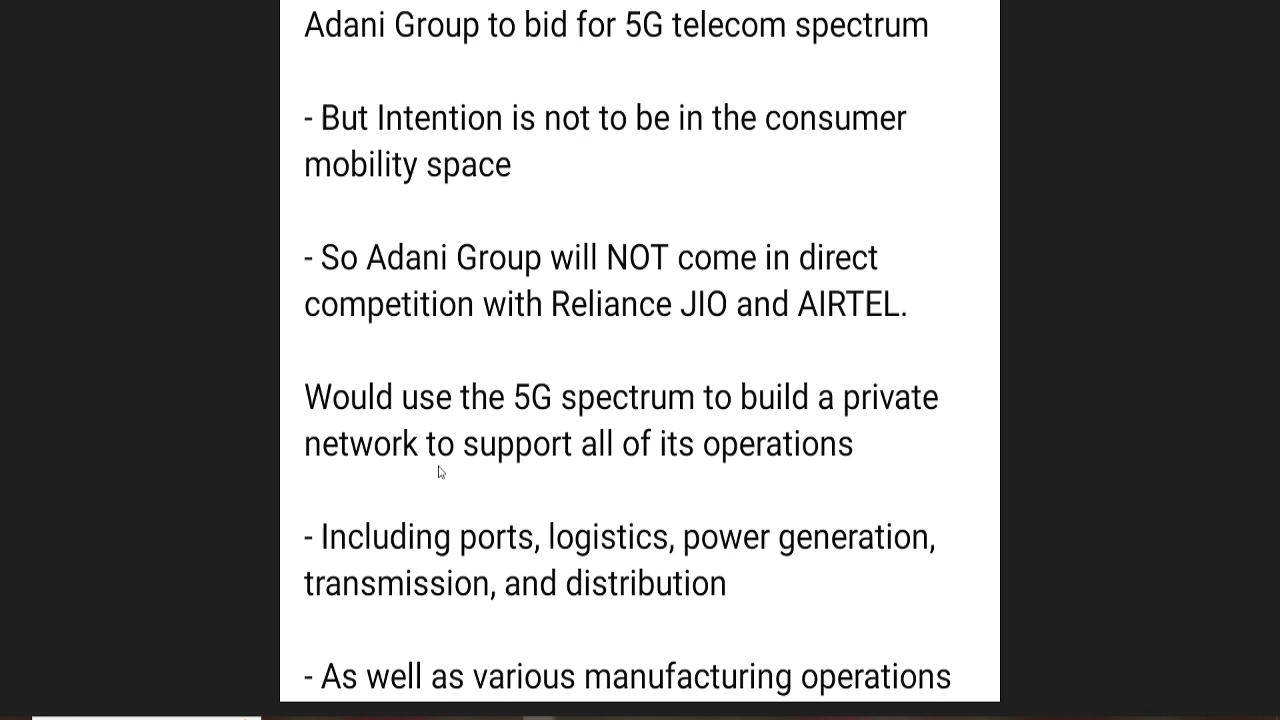 Adani Group to bid for 5G telecom spectrum
- But Intention is not to be in the consumer
mobility space
- So Adani Group will NOT come in direct
competition with Reliance JIO and AIRTEL.
Would use the 5G spectrum to build a private
network to support all of its operations
- Including ports, logistics, power generation,
transmission, and distribution
- As well as various manufacturing operations